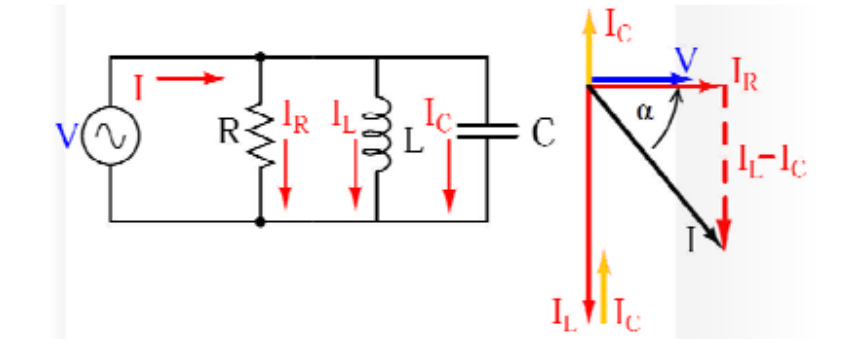 I
V
R
I_R
I_L
L
I_C
C
I_C
V
I_R
α
I_L-I_C
I
I_L
I_C